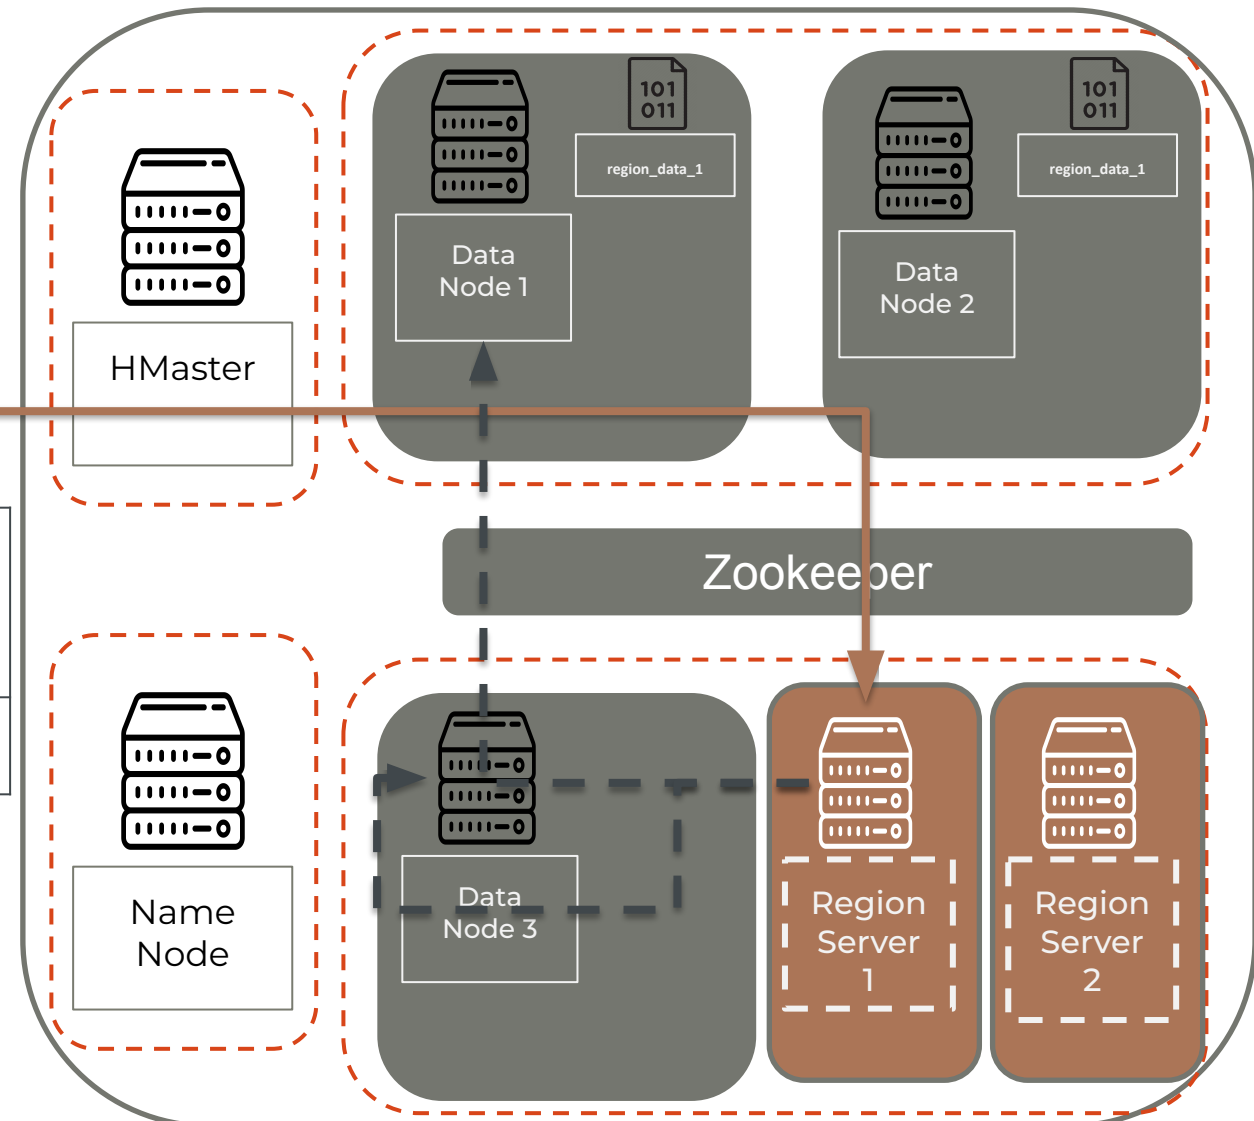 101
011
region_data_1
Data
Node 1
101
011
region_data_1
Data
Node 2
HMaster
Zookeeper
Name
Node
Data
Node 3
Region
Server
1
Region
Server
2